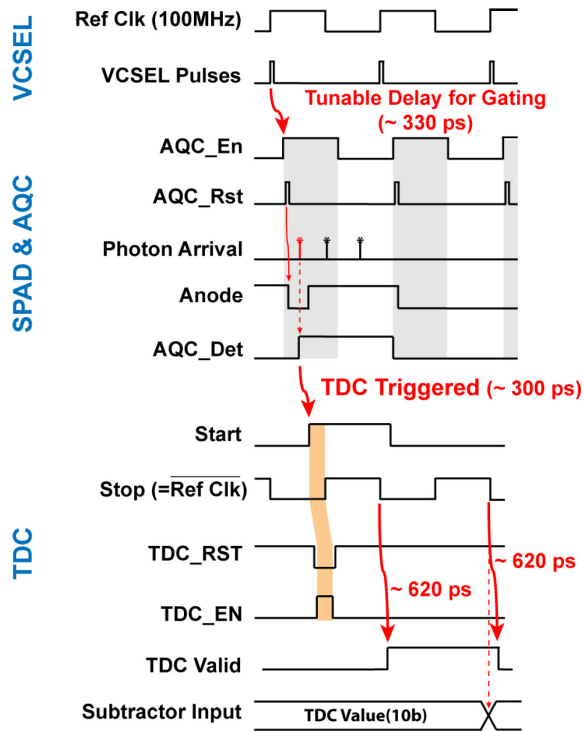 VCSEL
Ref Clk (100MHz)
VCSEL Pulses
Tunable Delay for Gating
(~ 330 ps)
SPAD & AQC
AQC_En
AQC_Rst
Photon Arrival
Anode
AQC_Det
TDC Triggered (~ 300 ps)
TDC
Start
Stop (=Ref Clk)
TDC_RST
~ 620 ps
~ 620 ps
TDC_EN
TDC Valid
Subtractor Input
TDC Value(10b)